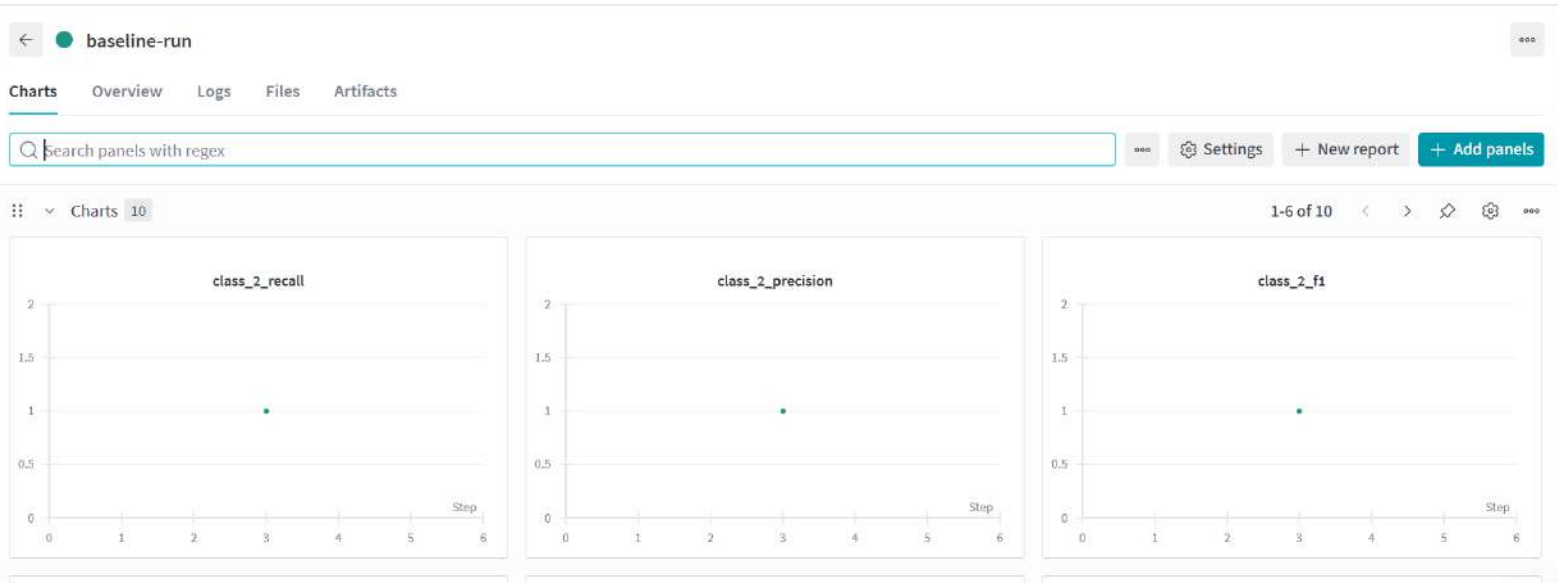 baseline-run
Charts Overview Logs Files Artifacts
Search panels with regex Settings + New report + Add panels
Charts 10 1-6 of 10
class_2_recall
2
1.5
1
0.5
0
Step
0 1 2 3 4 5 6
class_2_precision
2
1.5
1
0.5
0
Step
0 1 2 3 4 5 6
class_2_f1
2
1.5
1
0.5
0
Step
0 1 2 3 4 5 6